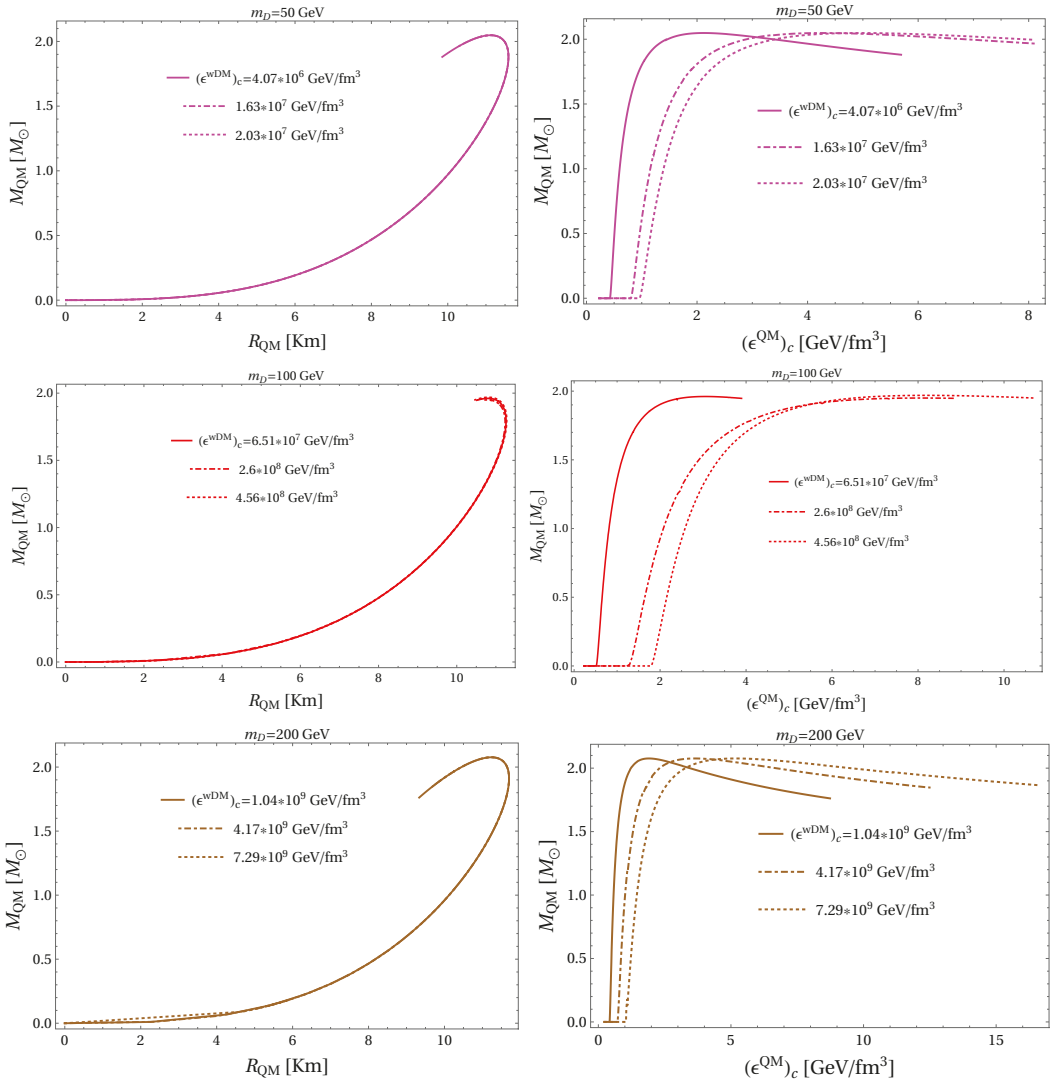 m_D=50 GeV
M_QM [M_⊙]
2.0
1.5
1.0
0.5
0.0
(ϵ^wDM)_c=4.07*10^6 GeV/fm^3
1.63*10^7 GeV/fm^3
2.03*10^7 GeV/fm^3
0 2 4 6 8 10
R_QM [Km]
m_D=50 GeV
M_QM [M_⊙]
2.0
1.5
1.0
0.5
0.0
(ϵ^wDM)_c=4.07*10^6 GeV/fm^3
1.63*10^7 GeV/fm^3
2.03*10^7 GeV/fm^3
0 2 4 6 8
(ϵ^QM)_c [GeV/fm^3]
m_D=100 GeV
M_QM [M_⊙]
2.0
1.5
1.0
0.5
0.0
(ϵ^wDM)_c=6.51*10^7 GeV/fm^3
2.6*10^8 GeV/fm^3
4.56*10^8 GeV/fm^3
0 2 4 6 8 10
R_QM [Km]
m_D=100 GeV
M_QM [M_⊙]
2.0
1.5
1.0
0.5
0.0
(ϵ^wDM)_c=6.51*10^7 GeV/fm^3
2.6*10^8 GeV/fm^3
4.56*10^8 GeV/fm^3
0 2 4 6 8 10
(ϵ^QM)_c [GeV/fm^3]
m_D=200 GeV
M_QM [M_⊙]
2.0
1.5
1.0
0.5
0.0
(ϵ^wDM)_c=1.04*10^9 GeV/fm^3
4.17*10^9 GeV/fm^3
7.29*10^9 GeV/fm^3
0 2 4 6 8 10
R_QM [Km]
m_D=200 GeV
M_QM [M_⊙]
2.0
1.5
1.0
0.5
0.0
(ϵ^wDM)_c=1.04*10^9 GeV/fm^3
4.17*10^9 GeV/fm^3
7.29*10^9 GeV/fm^3
0 5 10 15
(ϵ^QM)_c [GeV/fm^3]